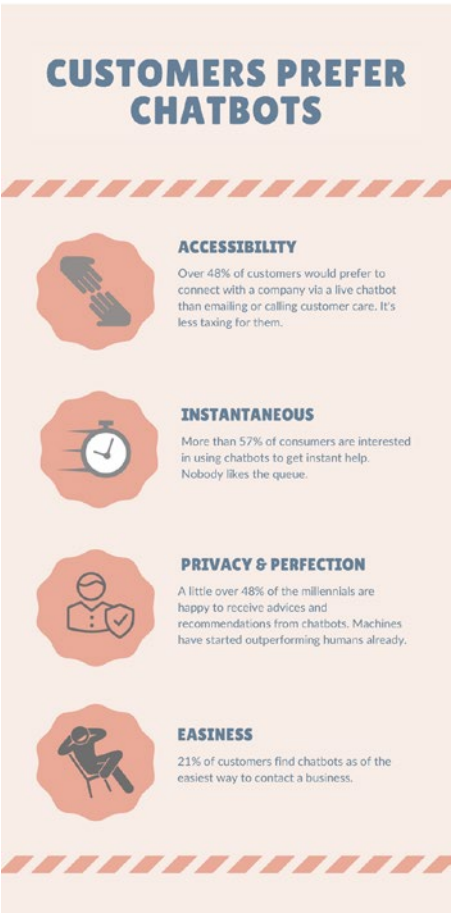 CUSTOMERS PREFER
CHATBOTS
ACCESSIBILITY
Over 48% of customers would prefer to
connect with a company via a live chatbot
than emailing or calling customer care. It's
less taxing for them.
INSTANTANEOUS
More than 57% of consumers are interested
in using chatbots to get instant help.
Nobody likes the queue.
PRIVACY & PERFECTION
A little over 48% of the millennials are
happy to receive advices and
recommendations from chatbots. Machines
have started outperforming humans already.
EASINESS
21% of customers find chatbots as of the
easiest way to contact a business.